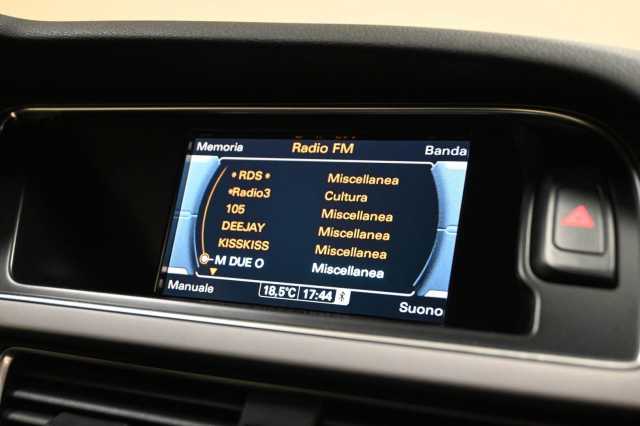 Memoria Radio FM Banda
• RDS • Miscellanea
•Radio3 Cultura
105 Miscellanea
DEEJAY Miscellanea
KISSKISS Miscellanea
M DUE O Miscellanea
Manuale 18,5°C 17:44 Suono